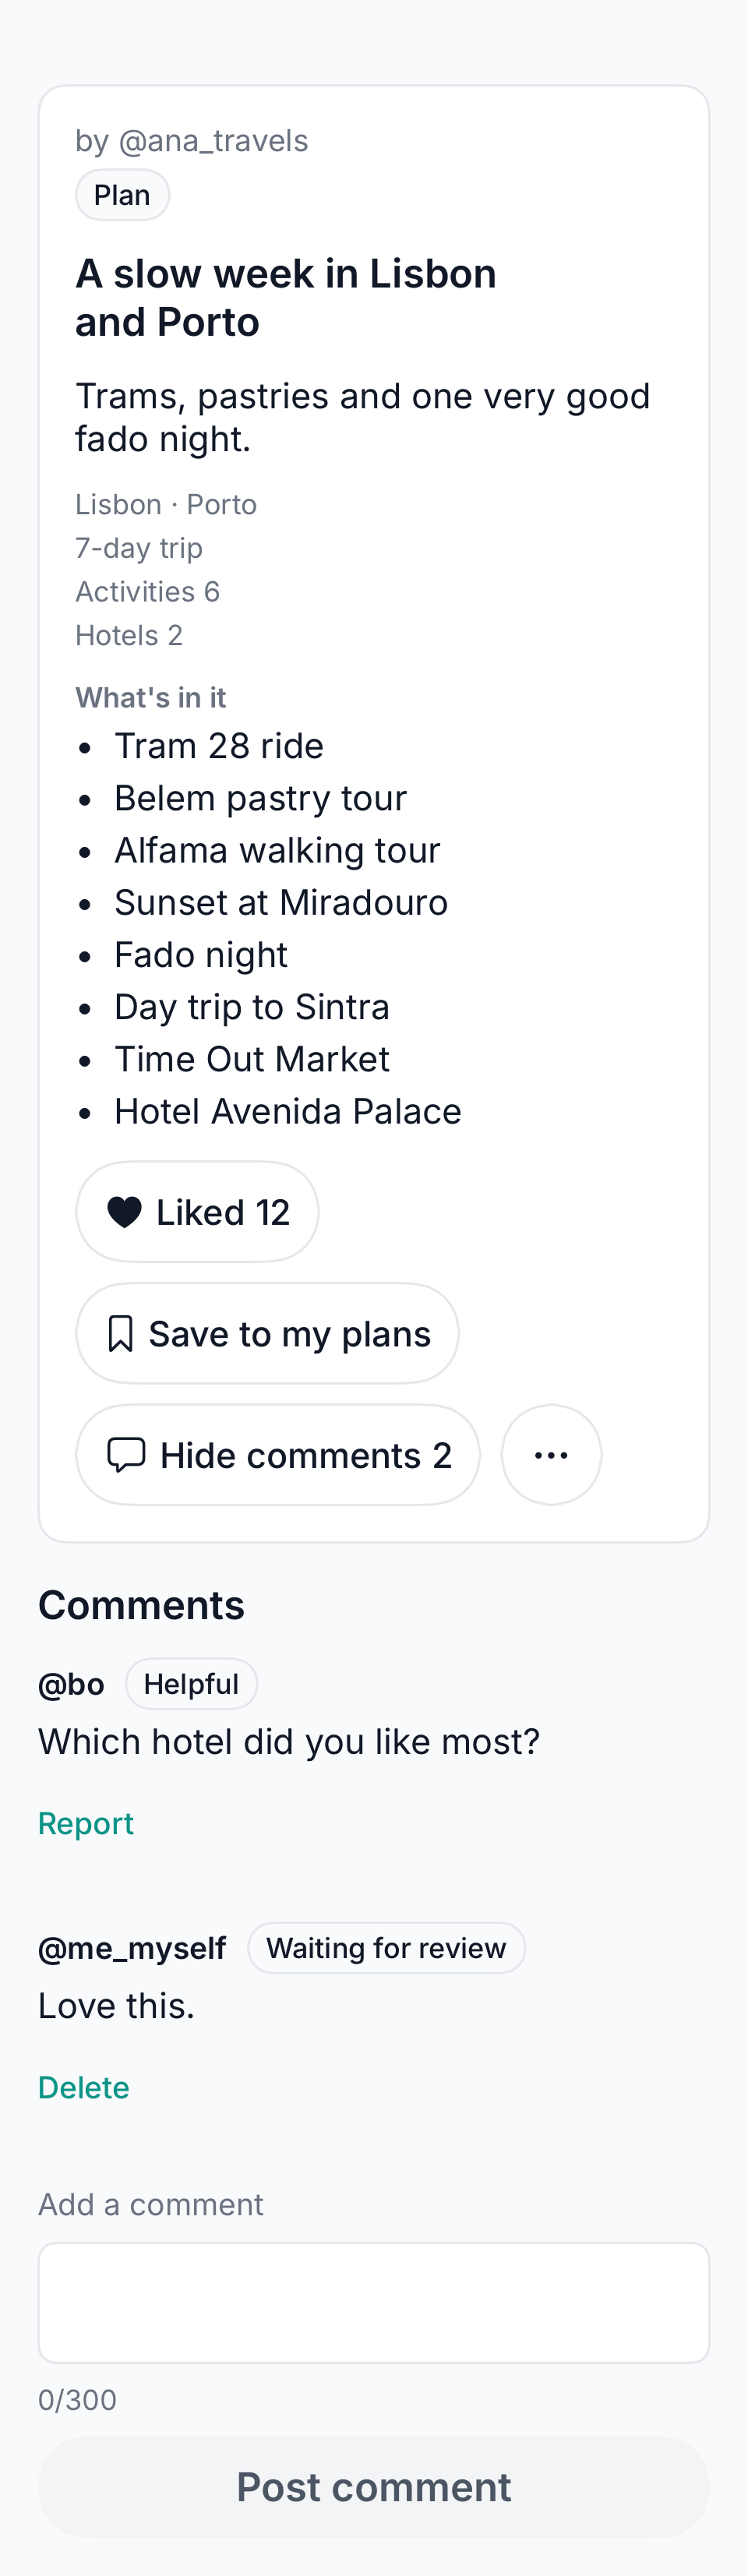 by @ana_travels
Plan
A slow week in Lisbon
and Porto
Trams, pastries and one very good
fado night.
Lisbon · Porto
7-day trip
Activities 6
Hotels 2
What's in it
• Tram 28 ride
• Belem pastry tour
• Alfama walking tour
• Sunset at Miradouro
• Fado night
• Day trip to Sintra
• Time Out Market
• Hotel Avenida Palace
Liked 12
Save to my plans
Hide comments 2
Comments
@bo Helpful
Which hotel did you like most?
Report
@me_myself Waiting for review
Love this.
Delete
Add a comment
0/300
Post comment